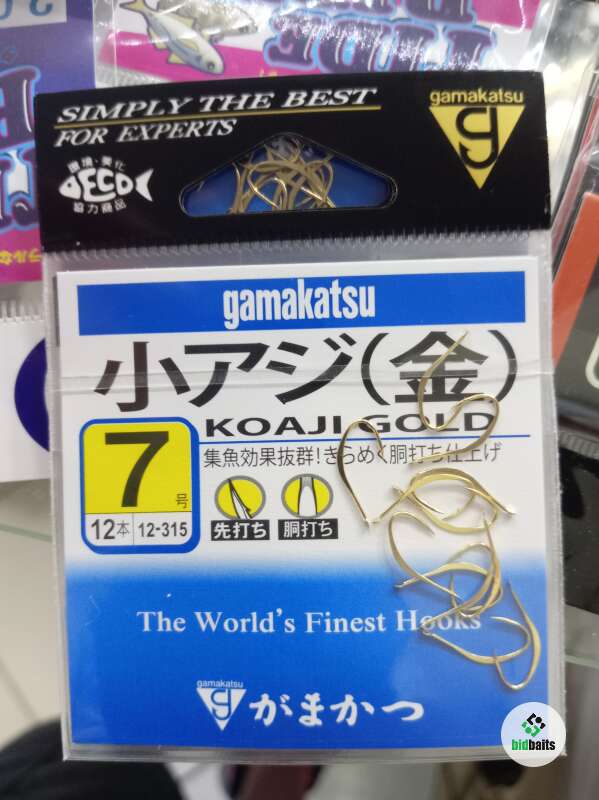 SIMPLY THE BEST
FOR EXPERTS
gamakatsu
環境・美化
ECO
協力商品
gamakatsu
小アジ(金)
KOAJI GOLD
集魚効果抜群!きらめく胴打ち仕上げ
7
号
12本 12-315
先打ち 胴打ち
The World's Finest Hooks
gamakatsu
がまかつ
bidbaits